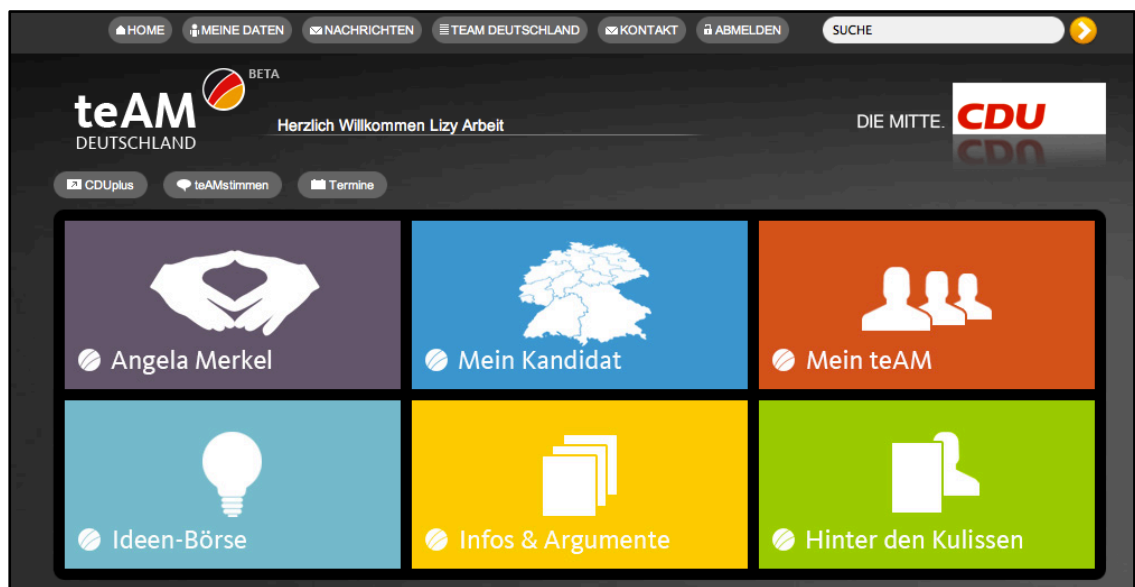 HOME MEINE DATEN NACHRICHTEN TEAM DEUTSCHLAND KONTAKT ABMELDEN SUCHE
BETA
teAM
DEUTSCHLAND
Herzlich Willkommen Lizy Arbeit
DIE MITTE. CDU
CDUplus teAMstimmen Termine
Angela Merkel Mein Kandidat Mein teAM
Ideen-Börse Infos & Argumente Hinter den Kulissen